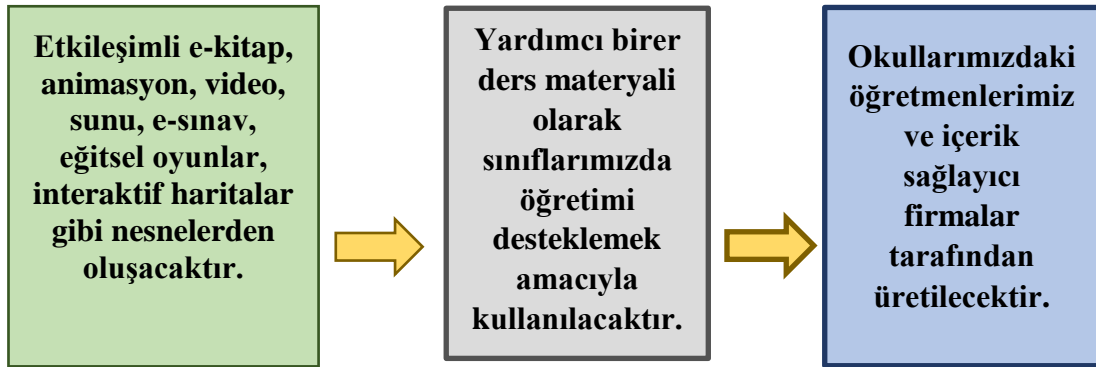 Etkileşimli e-kitap,
animasyon, video,
sunu, e-sınav,
eğitsel oyunlar,
interaktif haritalar
gibi nesnelerden
oluşacaktır.
Yardımcı birer
ders materyali
olarak
sınıflarımızda
öğretimi
desteklemek
amacıyla
kullanılacaktır.
Okullarımızdaki
öğretmenlerimiz
ve içerik
sağlayıcı
firmalar
tarafından
üretilecektir.